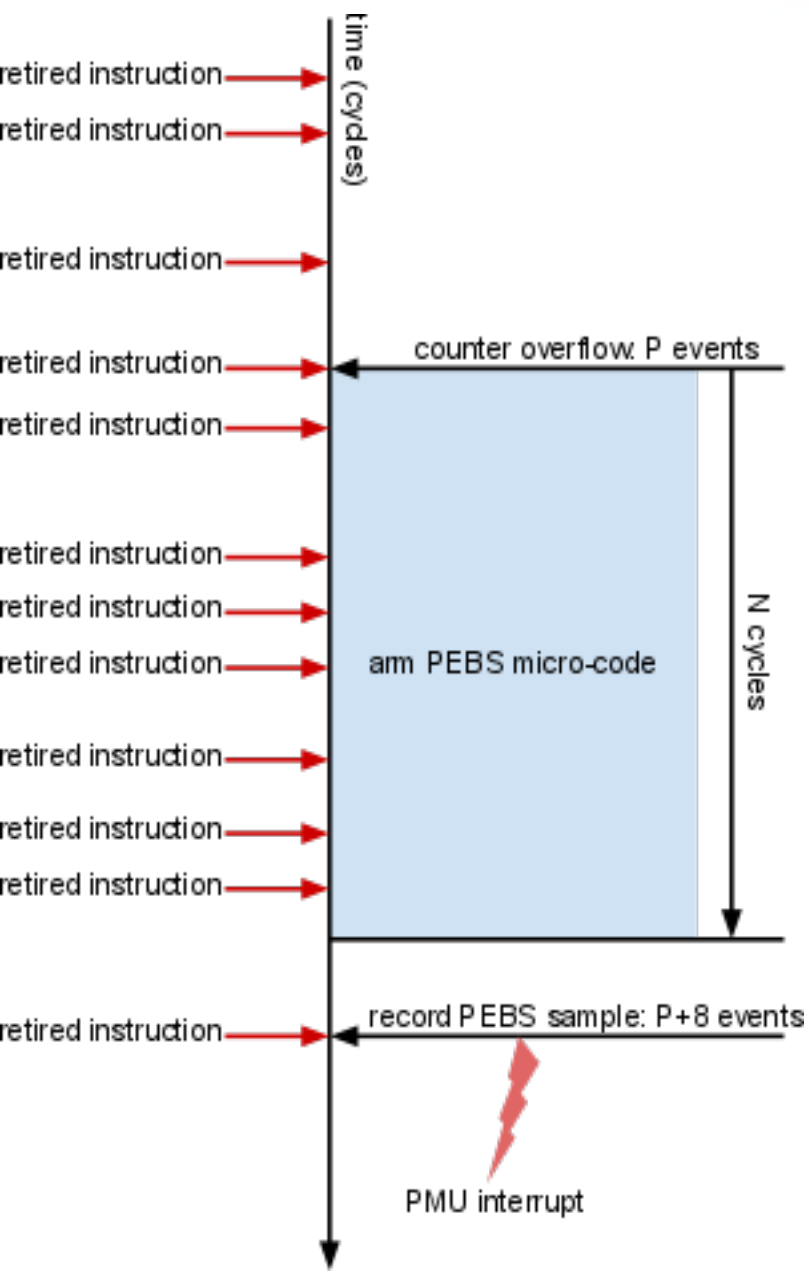 time (cycles)
retired instruction
retired instruction
retired instruction
counter overflow: P events
retired instruction
retired instruction
retired instruction
N cycles
retired instruction
arm PEBS micro-code
retired instruction
retired instruction
retired instruction
retired instruction
record PEBS sample: P+8 events
retired instruction
PMU interrupt